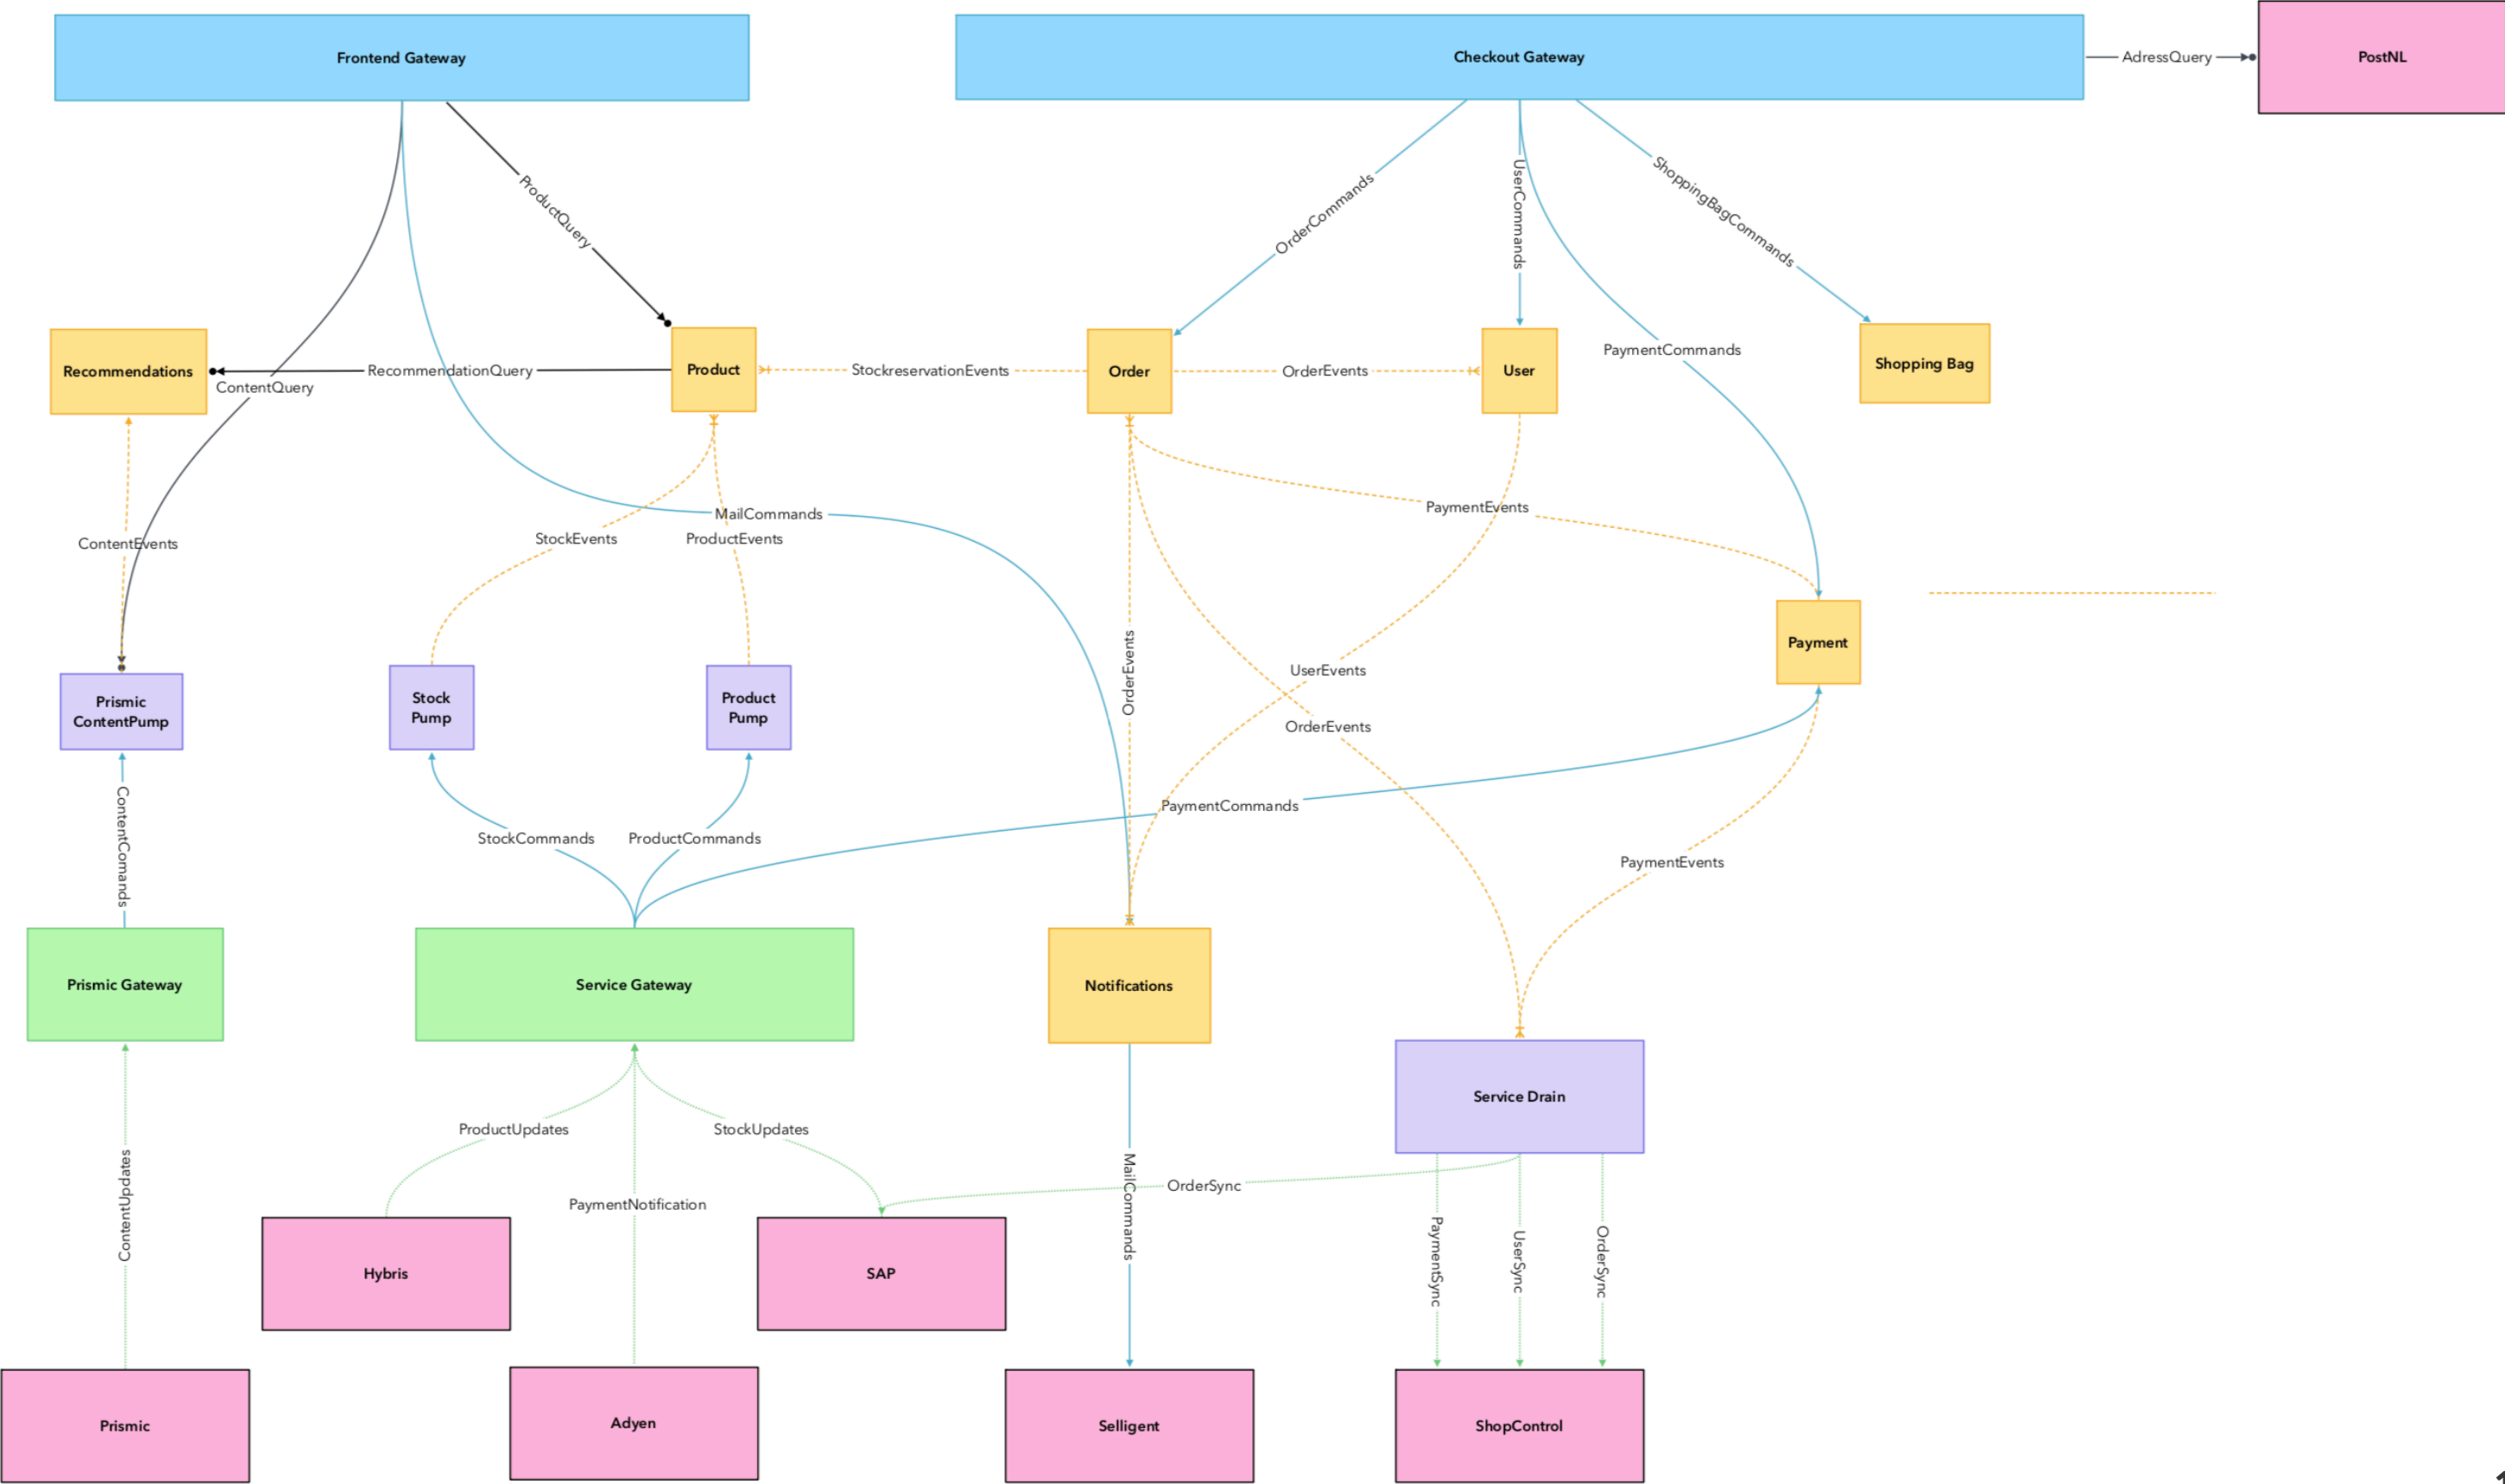 Frontend Gateway
Checkout Gateway
AdressQuery
PostNL
ProductQuery
OrderCommands
UserCommands
ShoppingBagCommands
PaymentCommands
Recommendations
ContentQuery
RecommendationQuery
Product
StockreservationEvents
Order
OrderEvents
User
Shopping Bag
ContentEvents
StockEvents
MailCommands
ProductEvents
PaymentEvents
Prismic
ContentPump
Stock
Pump
Product
Pump
OrderEvents
UserEvents
OrderEvents
Payment
ContentComands
StockCommands
ProductCommands
PaymentCommands
PaymentEvents
Prismic Gateway
Service Gateway
Notifications
Service Drain
ContentUpdates
ProductUpdates
StockUpdates
PaymentNotification
MailCommands
OrderSync
PaymentSync
UserSync
OrderSync
Hybris
SAP
Prismic
Adyen
Selligent
ShopControl